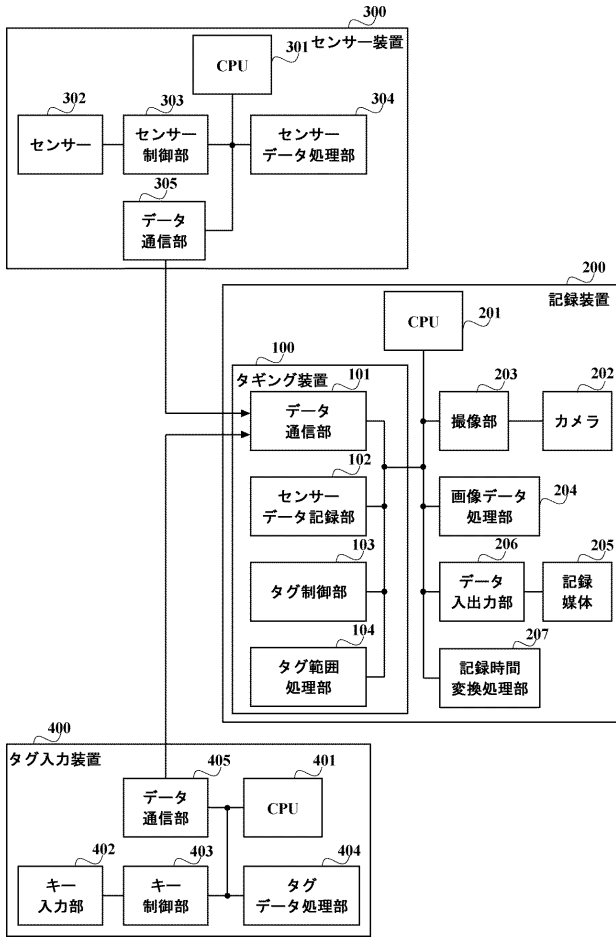 300
センサー装置
301
CPU
302
センサー
303
センサー
制御部
304
センサー
データ処理部
305
データ
通信部
200
記録装置
201
CPU
100
タギング装置
101
データ
通信部
102
センサー
データ記録部
103
タグ制御部
104
タグ範囲
処理部
203
撮像部
202
カメラ
204
画像データ
処理部
206
データ
入出力部
205
記録
媒体
207
記録時間
変換処理部
400
タグ入力装置
405
データ
通信部
401
CPU
402
キー
入力部
403
キー
制御部
404
タグ
データ処理部